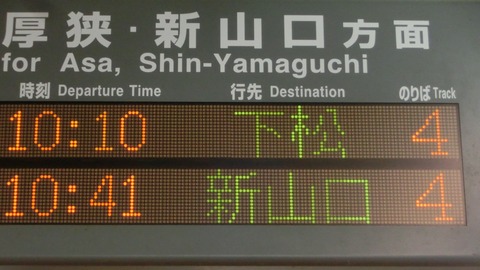 厚狭・新山口方面
for Asa, Shin-Yamaguchi
時刻 Departure Time 行先 Destination のりば Track
10:10 下松 4
10:41 新山口 4